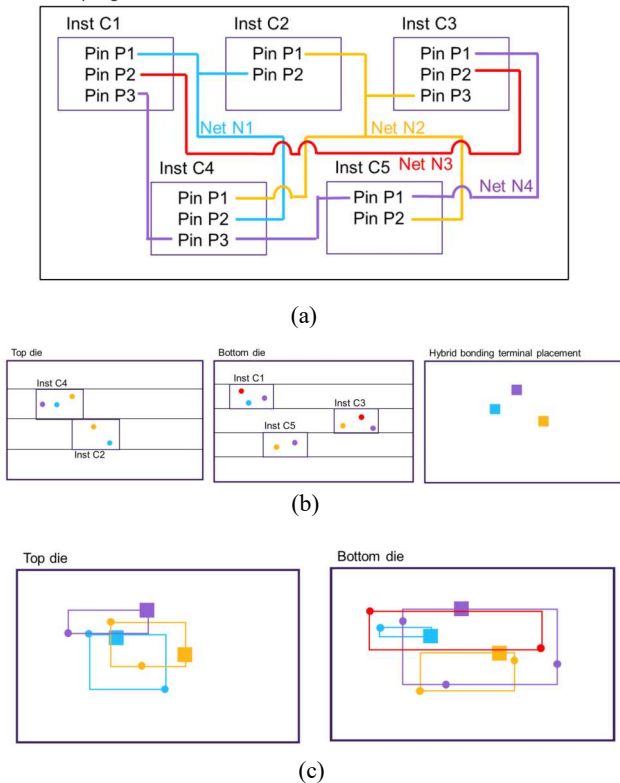 Inst C1 Inst C2 Inst C3
Pin P1 Pin P1 Pin P1
Pin P2 Pin P2 Pin P2
Pin P3 Pin P3
Net N1 Net N2
Net N3
Inst C4 Inst C5
Net N4
Pin P1 Pin P1
Pin P2 Pin P2
Pin P3
(a)
Top die Bottom die Hybrid bonding terminal placement
Inst C4 Inst C1
Inst C3
Inst C5
Inst C2
(b)
Top die Bottom die
(c)